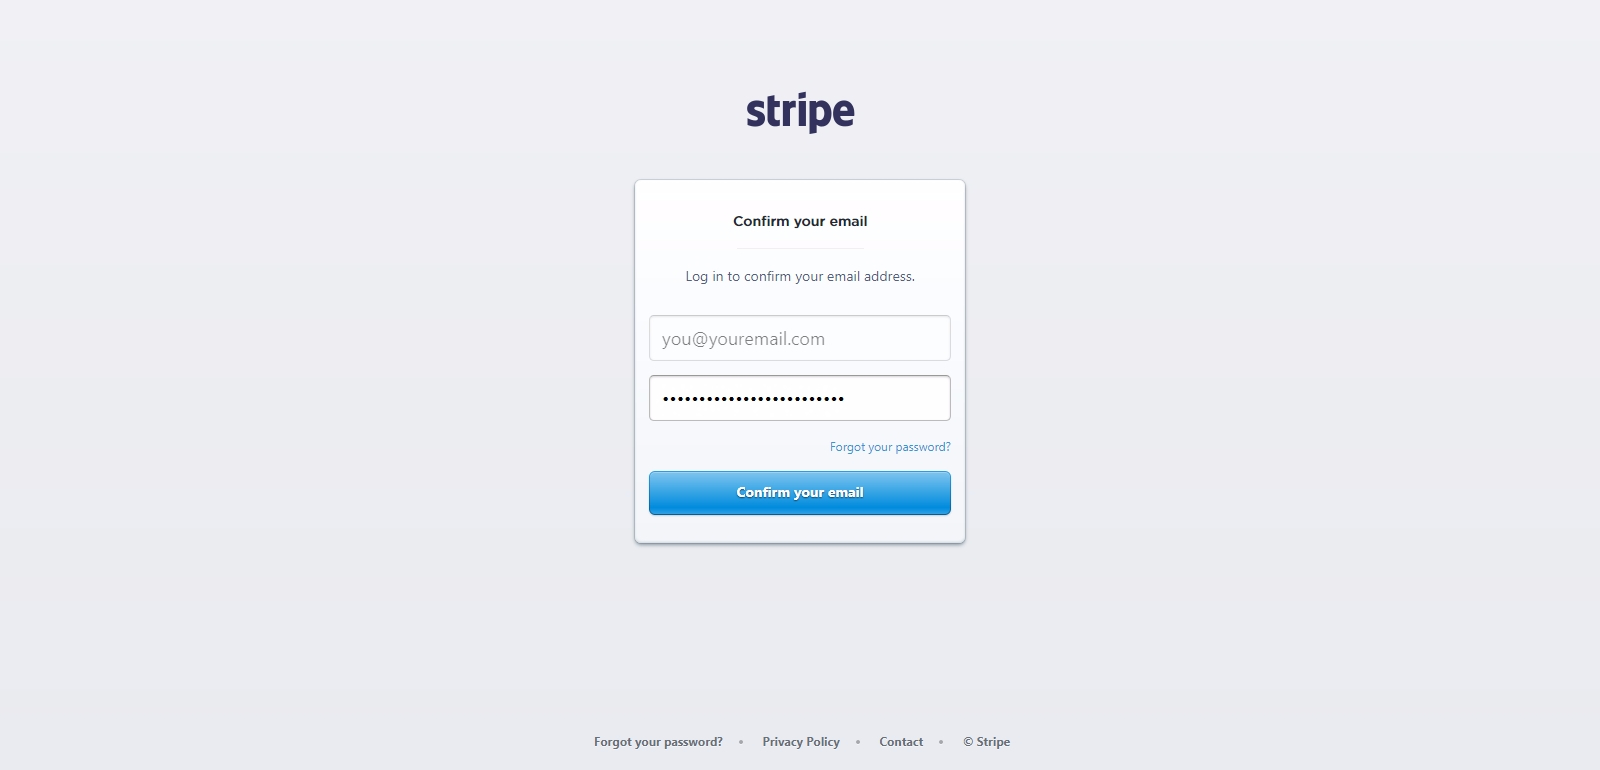 stripe
Confirm your email
Log in to confirm your email address.
you@youremail.com
•••••••••••••••••••••••••
Forgot your password?
Confirm your email
Forgot your password? • Privacy Policy • Contact • © Stripe